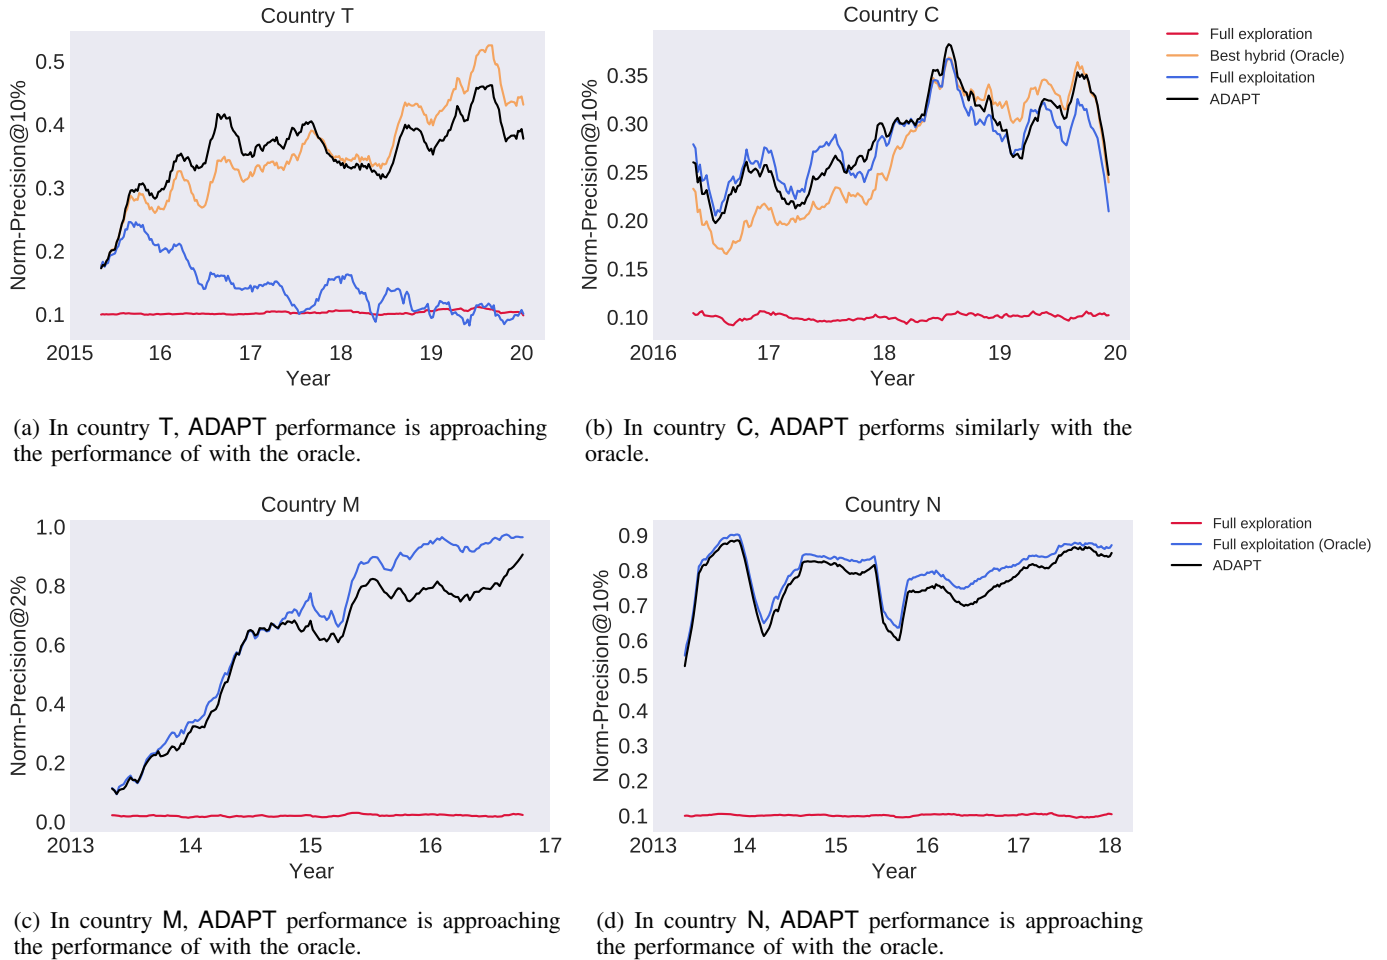 Country T
Norm-Precision@10%
0.5
0.4
0.3
0.2
0.1
2015 16 17 18 19 20
Year
(a) In country T, ADAPT performance is approaching
the performance of with the oracle.
Country C
Norm-Precision@10%
0.35
0.30
0.25
0.20
0.15
0.10
2016 17 18 19 20
Year
(b) In country C, ADAPT performs similarly with the
oracle.
Full exploration
Best hybrid (Oracle)
Full exploitation
ADAPT
Country M
Norm-Precision@2%
1.0
0.8
0.6
0.4
0.2
0.0
2013 14 15 16 17
Year
(c) In country M, ADAPT performance is approaching
the performance of with the oracle.
Country N
Norm-Precision@10%
0.9
0.8
0.7
0.6
0.5
0.4
0.3
0.2
0.1
2013 14 15 16 17 18
Year
(d) In country N, ADAPT performance is approaching
the performance of with the oracle.
Full exploration
Full exploitation (Oracle)
ADAPT